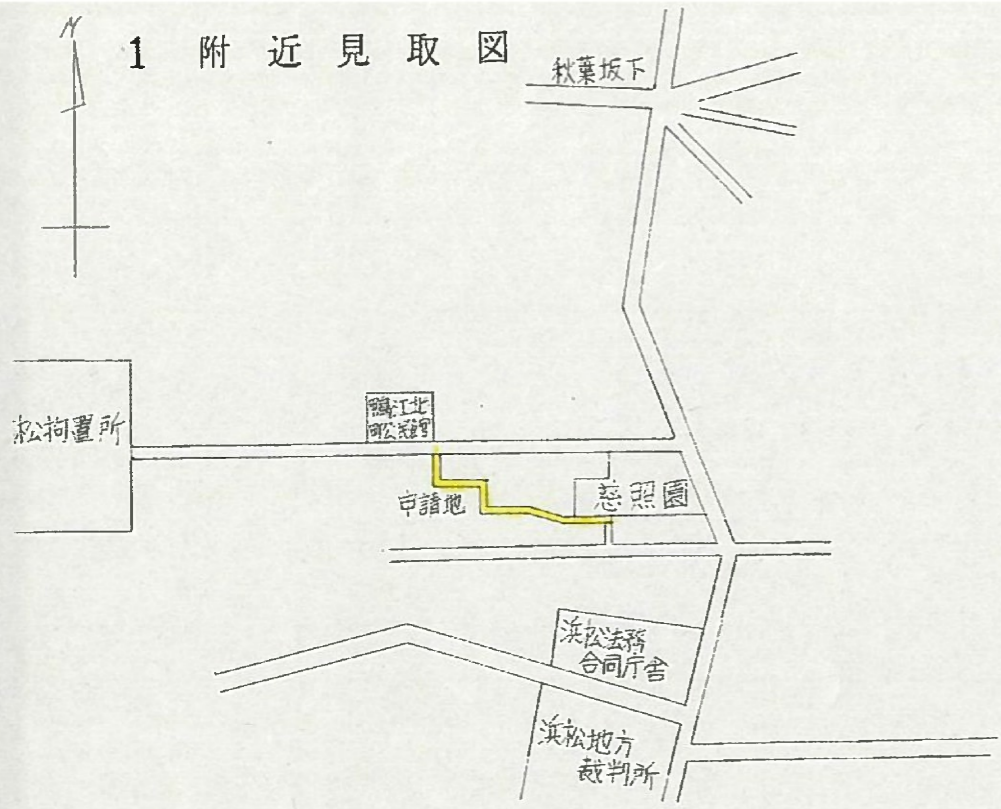 N
1 附近見取図
秋葉坂下
松拘置所
鴨江北
町公民館
申請地
慈照園
浜松法務
合同庁舎
浜松地方
裁判所